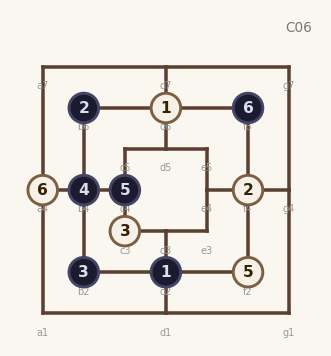 C06
a7 d7 g7
2 1 6
b6 d6 f6
c5 d5 e5
6 4 5 2
a4 b4 c4 e4 f4 g4
3
c3 d3 e3
3 1 5
b2 d2 f2
a1 d1 g1